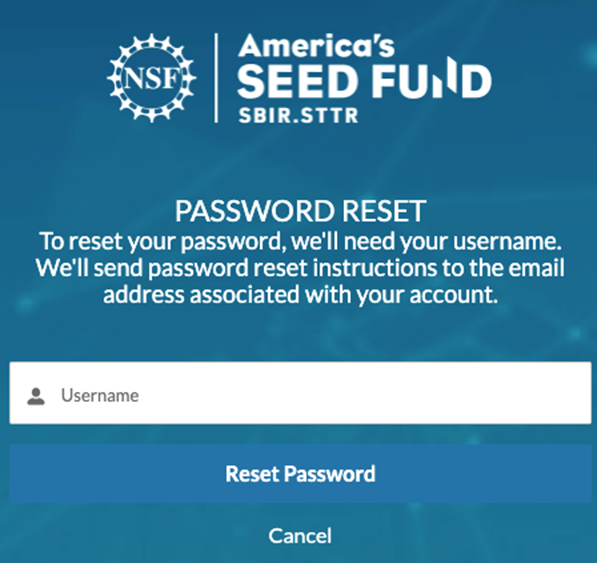 NSF
America's
SEED FUND
SBIR.STTR
PASSWORD RESET
To reset your password, we'll need your username.
We'll send password reset instructions to the email
address associated with your account.
Username
Reset Password
Cancel